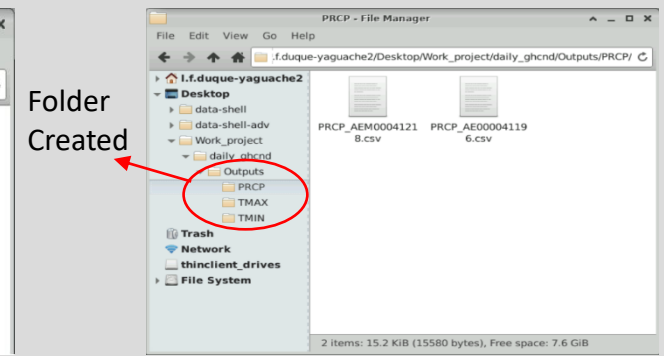 Folder
Created
PRCP - File Manager
File Edit View Go Help
.f.duque-yaguache2/Desktop/Work_project/daily_ghcnd/Outputs/PRCP/
l.f.duque-yaguache2
Desktop
data-shell
data-shell-adv
Work_project
daily_ghcnd
Outputs
PRCP
TMAX
TMIN
Trash
Network
thinclient_drives
File System
PRCP_AEM0004121
8.csv
PRCP_AE00004119
6.csv
2 items: 15.2 KiB (15580 bytes), Free space: 7.6 GiB